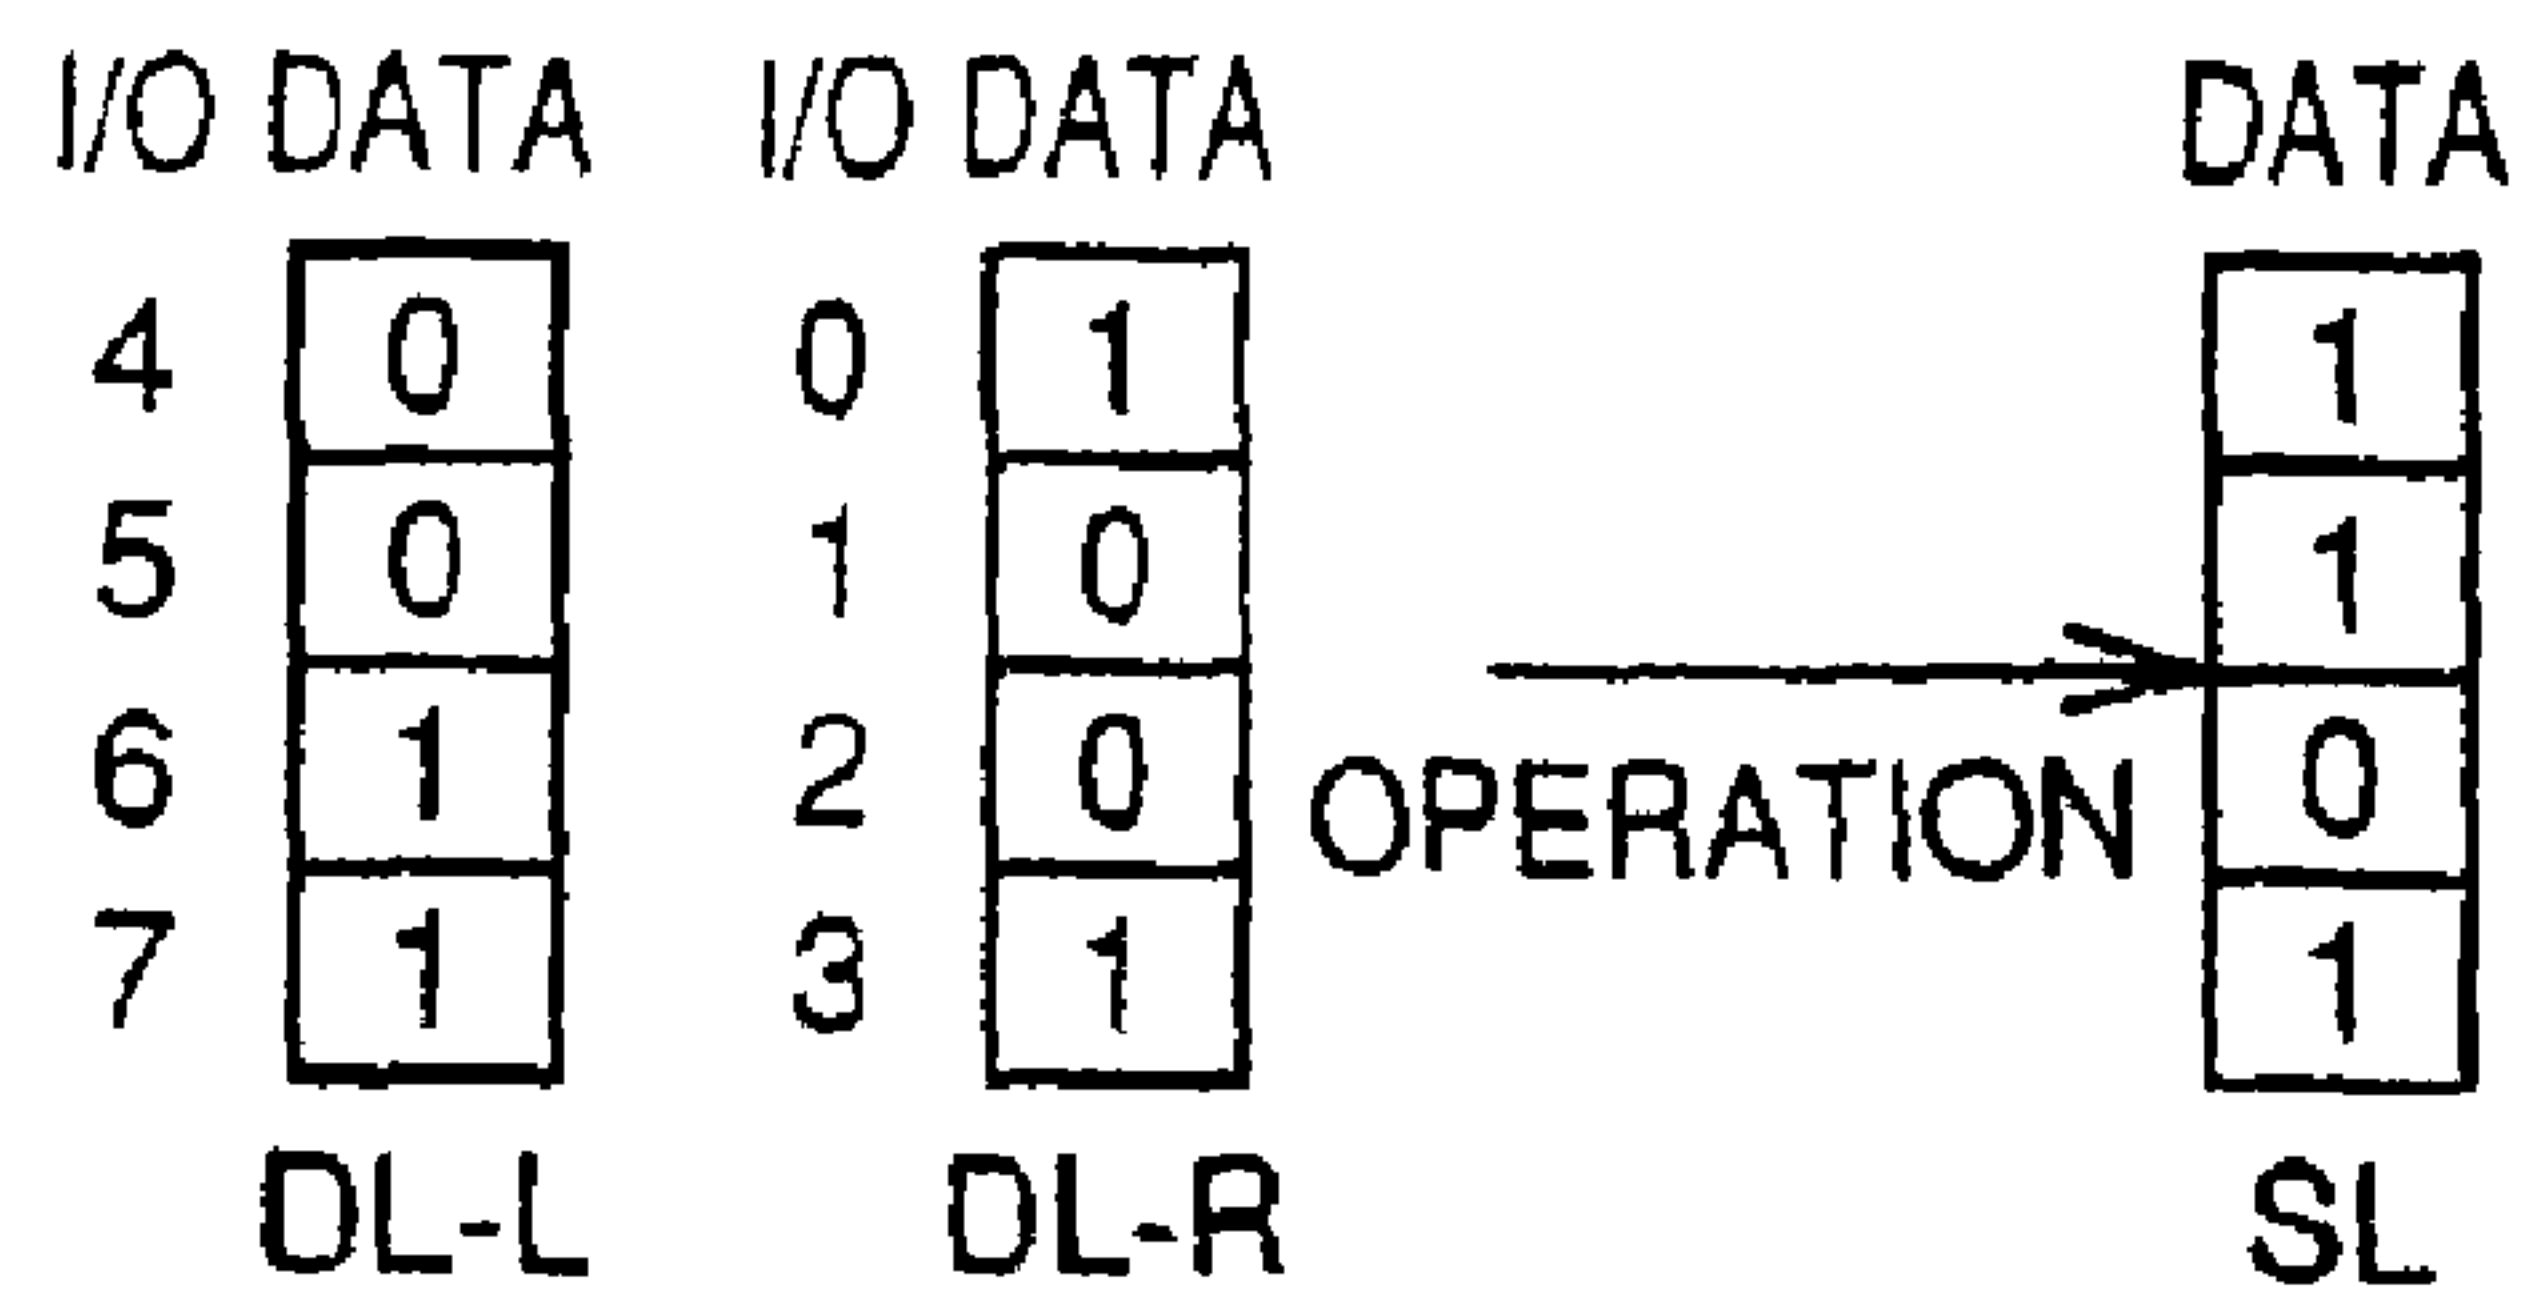 I/O DATA I/O DATA DATA
4 0 0 1 1
5 0 1 0 1
6 1 2 0 0
OPERATION
7 1 3 1 1
DL-L DL-R SL